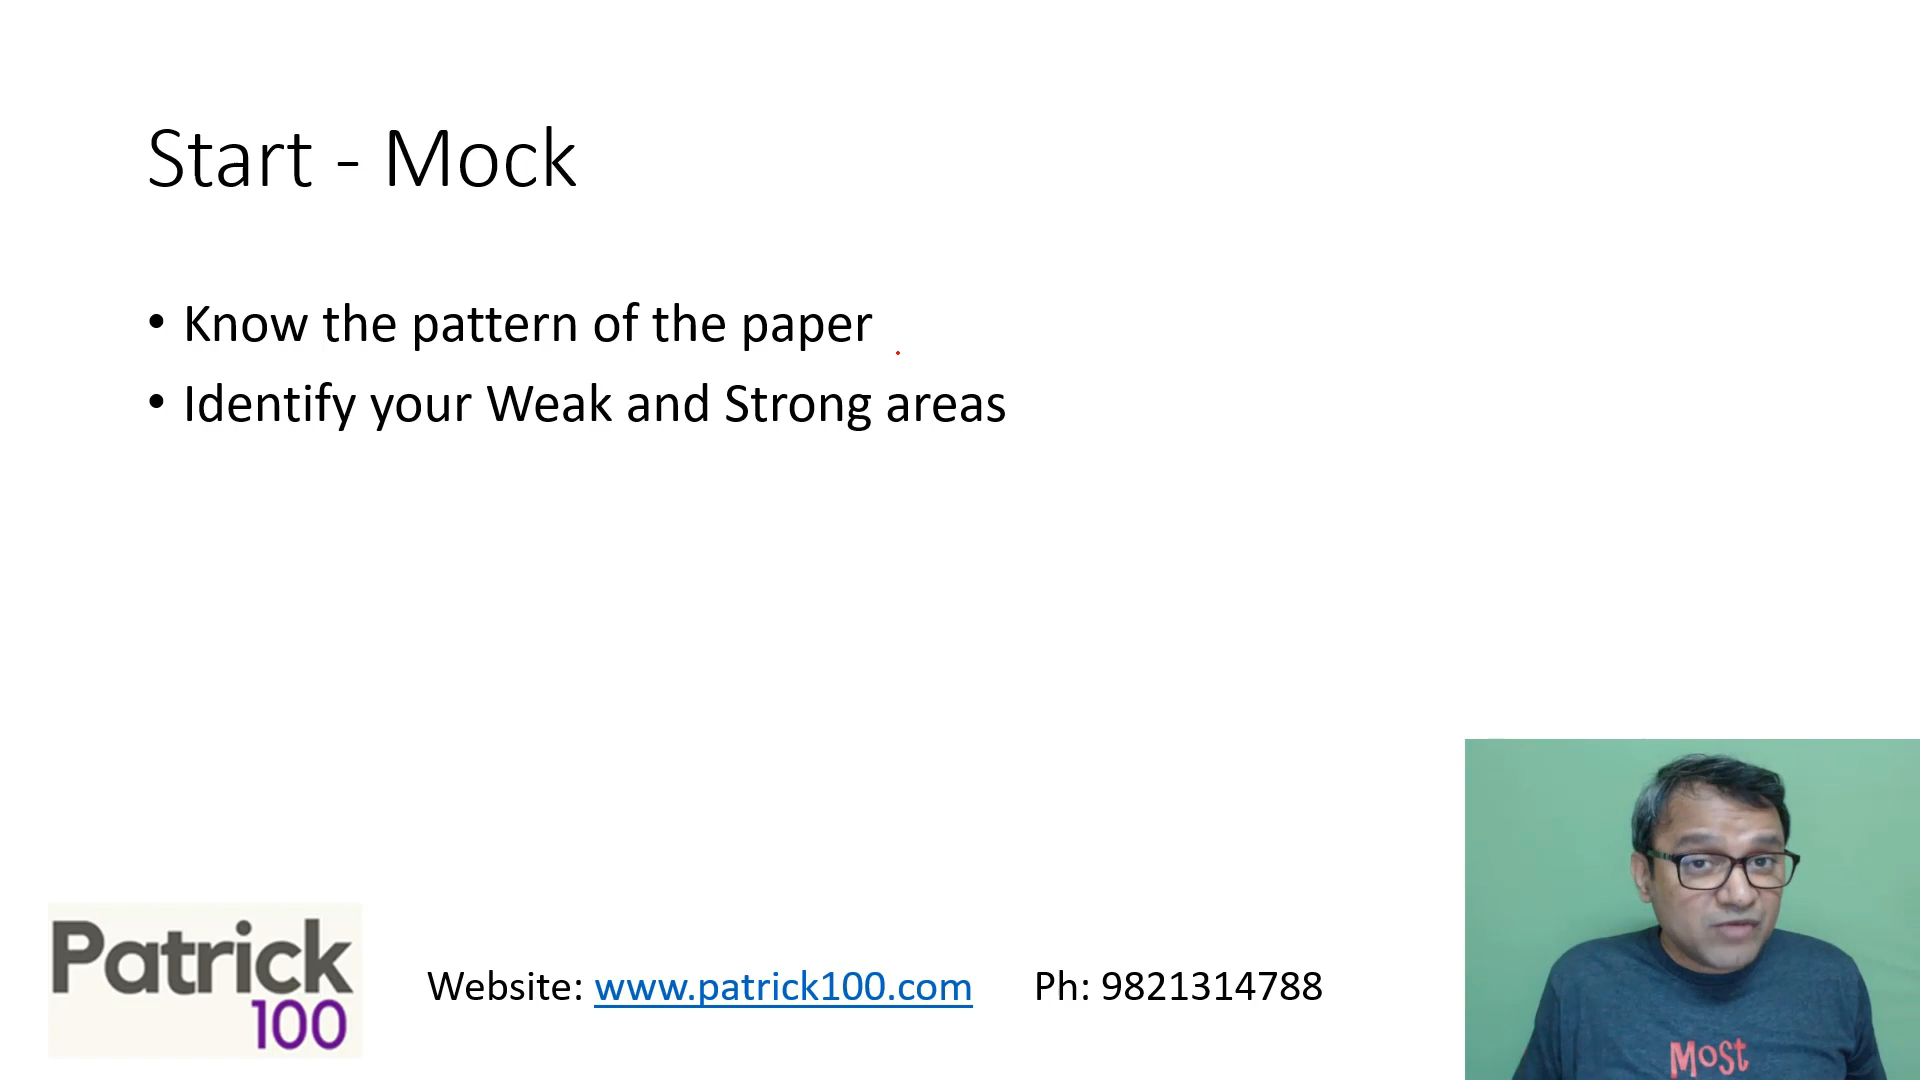 Start - Mock
• Know the pattern of the paper
• Identify your Weak and Strong areas
Patrick
100
Website: www.patrick100.com Ph: 9821314788
Most